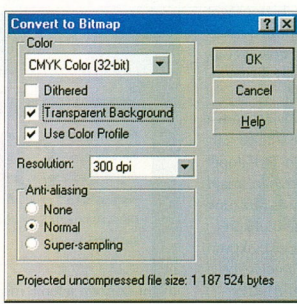 Convert to Bitmap
Color
CMYK Color (32-bit)
OK
Dithered
Cancel
Transparent Background
Help
Use Color Profile
Resolution: 300 dpi
Anti-aliasing
None
Normal
Super-sampling
Projected uncompressed file size: 1 187 524 bytes